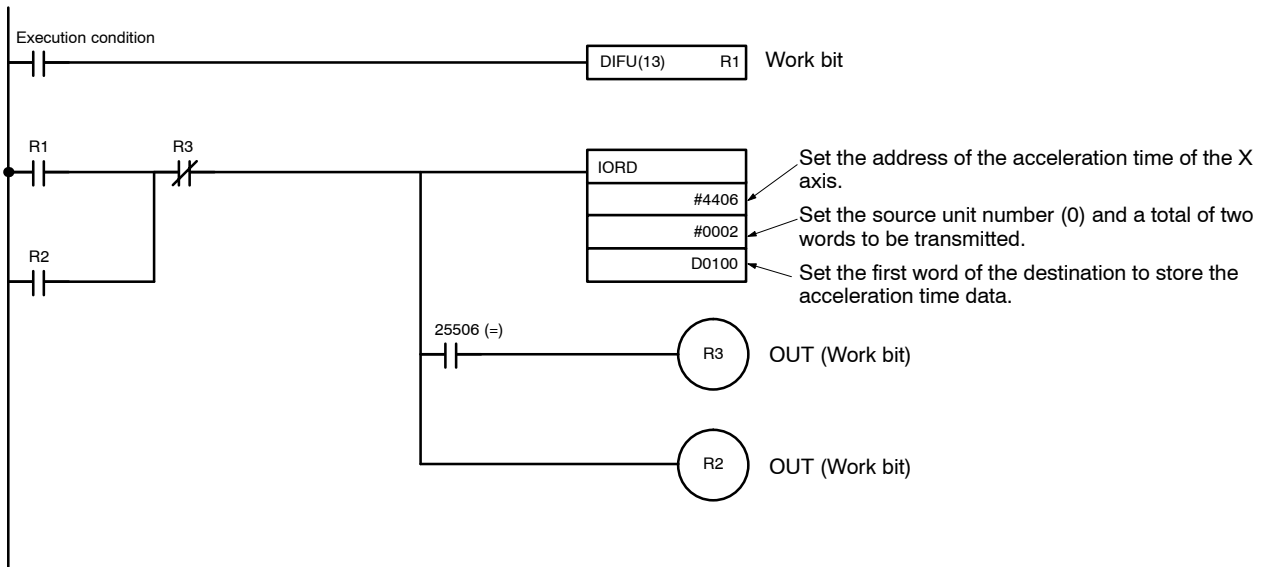 Execution condition
DIFU(13) R1 Work bit
R1 R3
IORD
#4406
#0002
D0100
Set the address of the acceleration time of the X
axis.
Set the source unit number (0) and a total of two
words to be transmitted.
Set the first word of the destination to store the
acceleration time data.
R2
25506 (=)
R3 OUT (Work bit)
R2 OUT (Work bit)